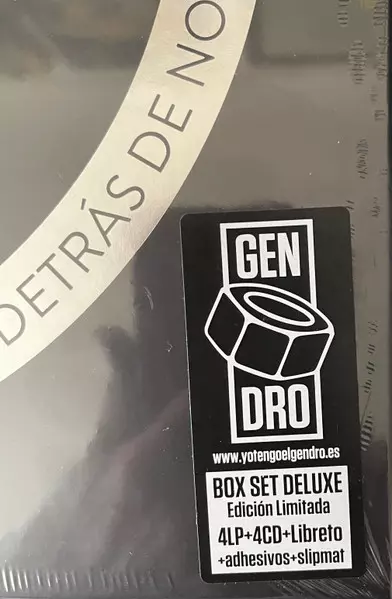 DETRÁS DE NO
GEN
DRO
www.yotengoelgendro.es
BOX SET DELUXE
Edición Limitada
4LP+4CD+Libreto
+adhesivos+slipmat